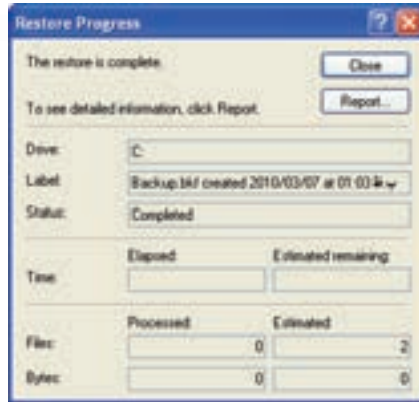 Restore Progress
The restore is complete.
Close
To see detailed information, click Report.
Report...
Drive: C:
Label: Backup.bkf created 2010/03/07 at 01:03 ب.ظ
Status: Completed
Elapsed: Estimated remaining:
Time:
Processed: Estimated:
Files: 0 2
Bytes: 0 0